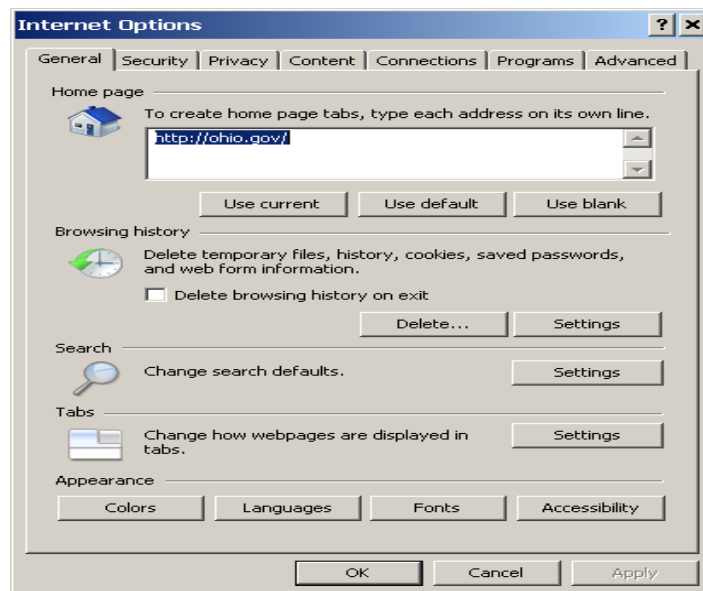 Internet Options
General Security Privacy Content Connections Programs Advanced
Home page
To create home page tabs, type each address on its own line.
http://ohio.gov/
Use current Use default Use blank
Browsing history
Delete temporary files, history, cookies, saved passwords,
and web form information.
Delete browsing history on exit
Delete... Settings
Search
Change search defaults. Settings
Tabs
Change how webpages are displayed in Settings
tabs.
Appearance
Colors Languages Fonts Accessibility
OK Cancel Apply